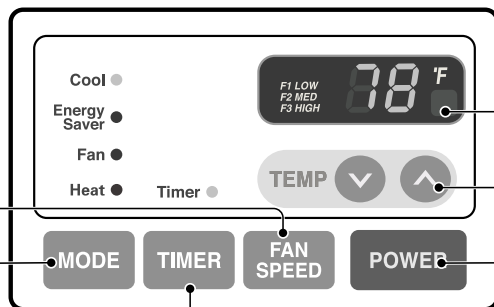 Cool
Energy
Saver
Fan
Heat
Timer
F1 LOW
F2 MED
F3 HIGH
78 °F
TEMP
MODE
TIMER
FAN
SPEED
POWER